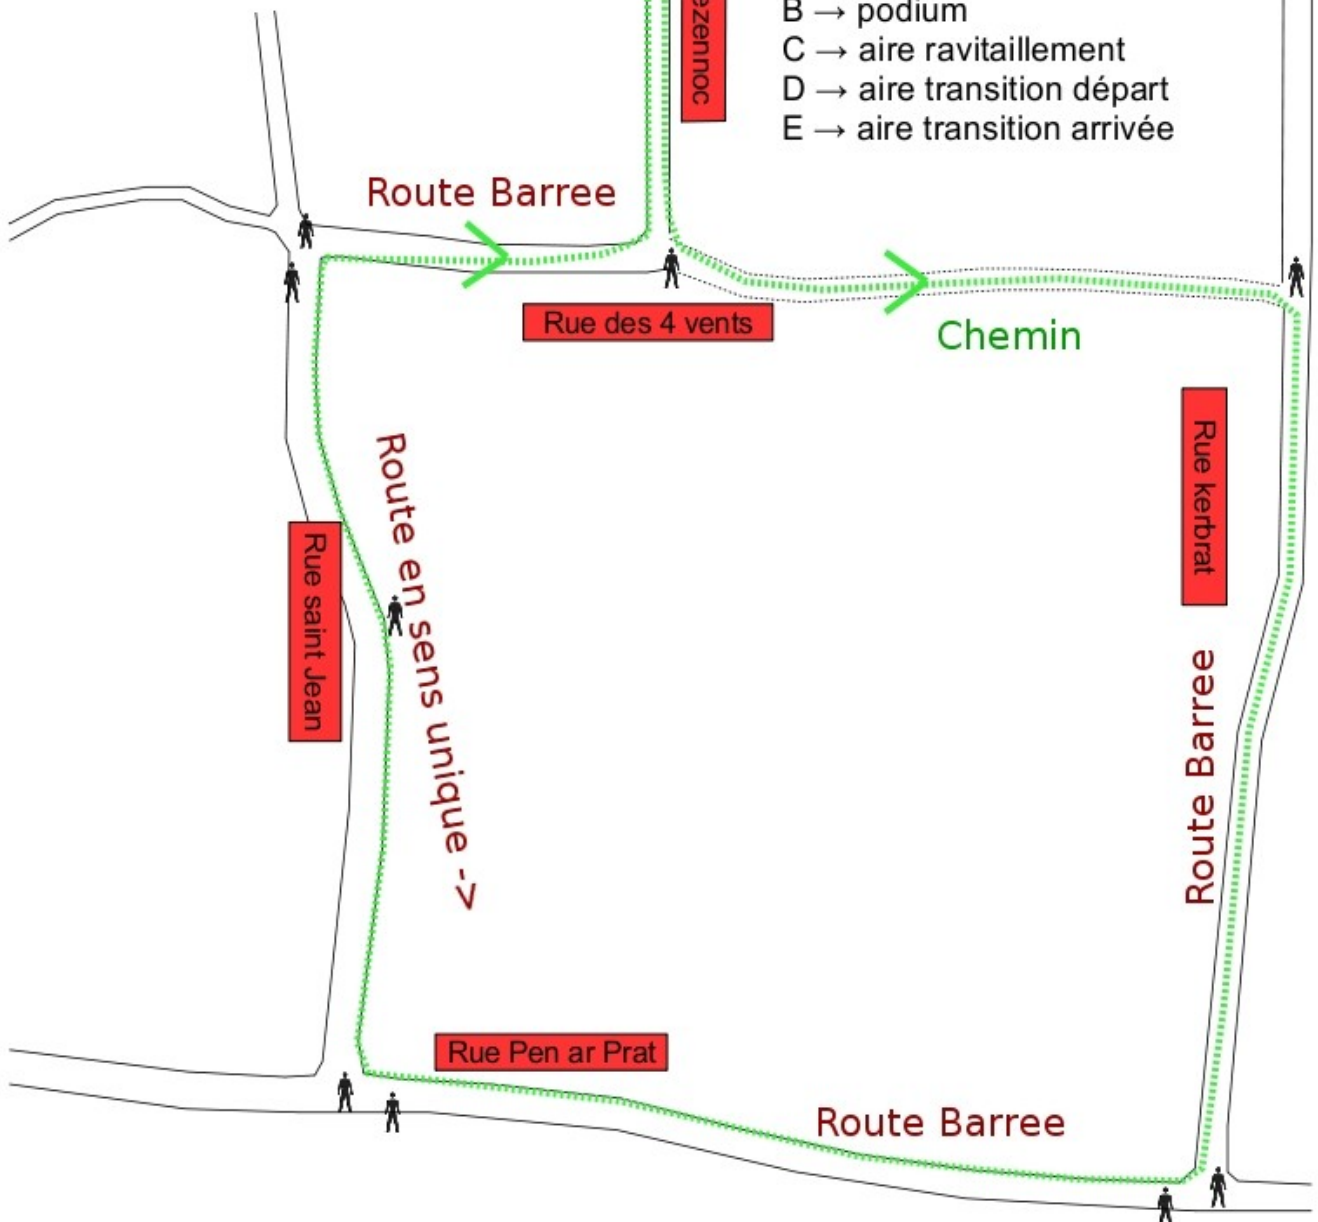 B → podium
C → aire ravitaillement
D → aire transition départ
E → aire transition arrivée
Route Barree
Rue des 4 vents
Chemin
Rue kerbrat
Route en sens unique ->
Rue saint Jean
Route Barree
Rue Pen ar Prat
Route Barree